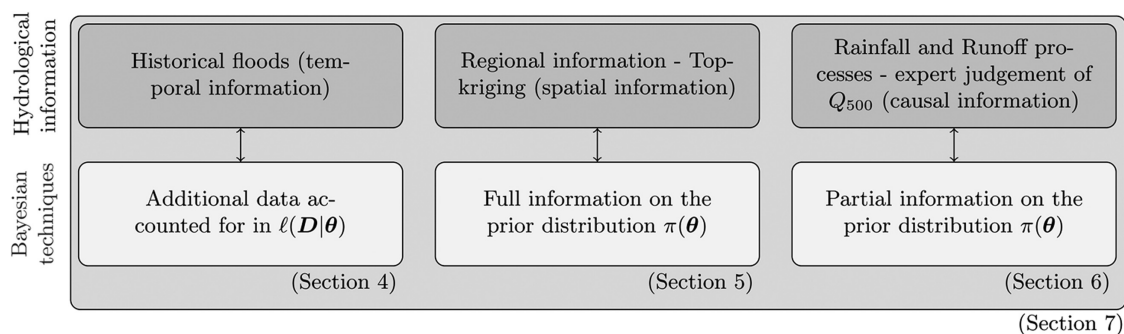 Hydrological
information
Historical floods (tem-
poral information)
Regional information - Top-
kriging (spatial information)
Rainfall and Runoff pro-
cesses - expert judgement of
Q₅₀₀ (causal information)
Bayesian
techniques
Additional data ac-
counted for in ℓ(D|θ)
Full information on the
prior distribution π(θ)
Partial information on the
prior distribution π(θ)
(Section 4)
(Section 5)
(Section 6)
(Section 7)